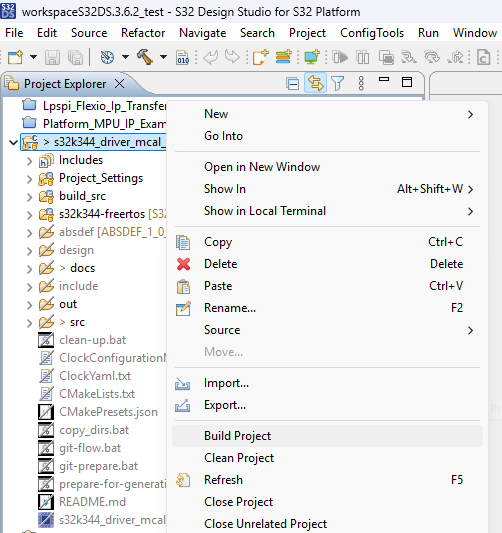 workspaceS32DS.3.6.2_test - S32 Design Studio for S32 Platform
File Edit Source Refactor Navigate Search Project ConfigTools Run Window
Project Explorer
Lpspi_Flexio_Ip_Transfer
Platform_MPU_IP_Exam
> s32k344_driver_mcal_
Includes
Project_Settings
build_src
s32k344-freertos [S32
absdef [ABSDEF_1_0_
design
> docs
include
out
> src
clean-up.bat
ClockConfigurationM
ClockYaml.txt
CMakeLists.txt
CMakePresets.json
copy_dirs.bat
git-flow.bat
git-prepare.bat
prepare-for-generati
README.md
s32k344_driver_mcal
New
Go Into
Open in New Window
Show In Alt+Shift+W >
Show in Local Terminal
Copy Ctrl+C
Delete Delete
Paste Ctrl+V
Rename... F2
Source
Move...
Import...
Export...
Build Project
Clean Project
Refresh F5
Close Project
Close Unrelated Project